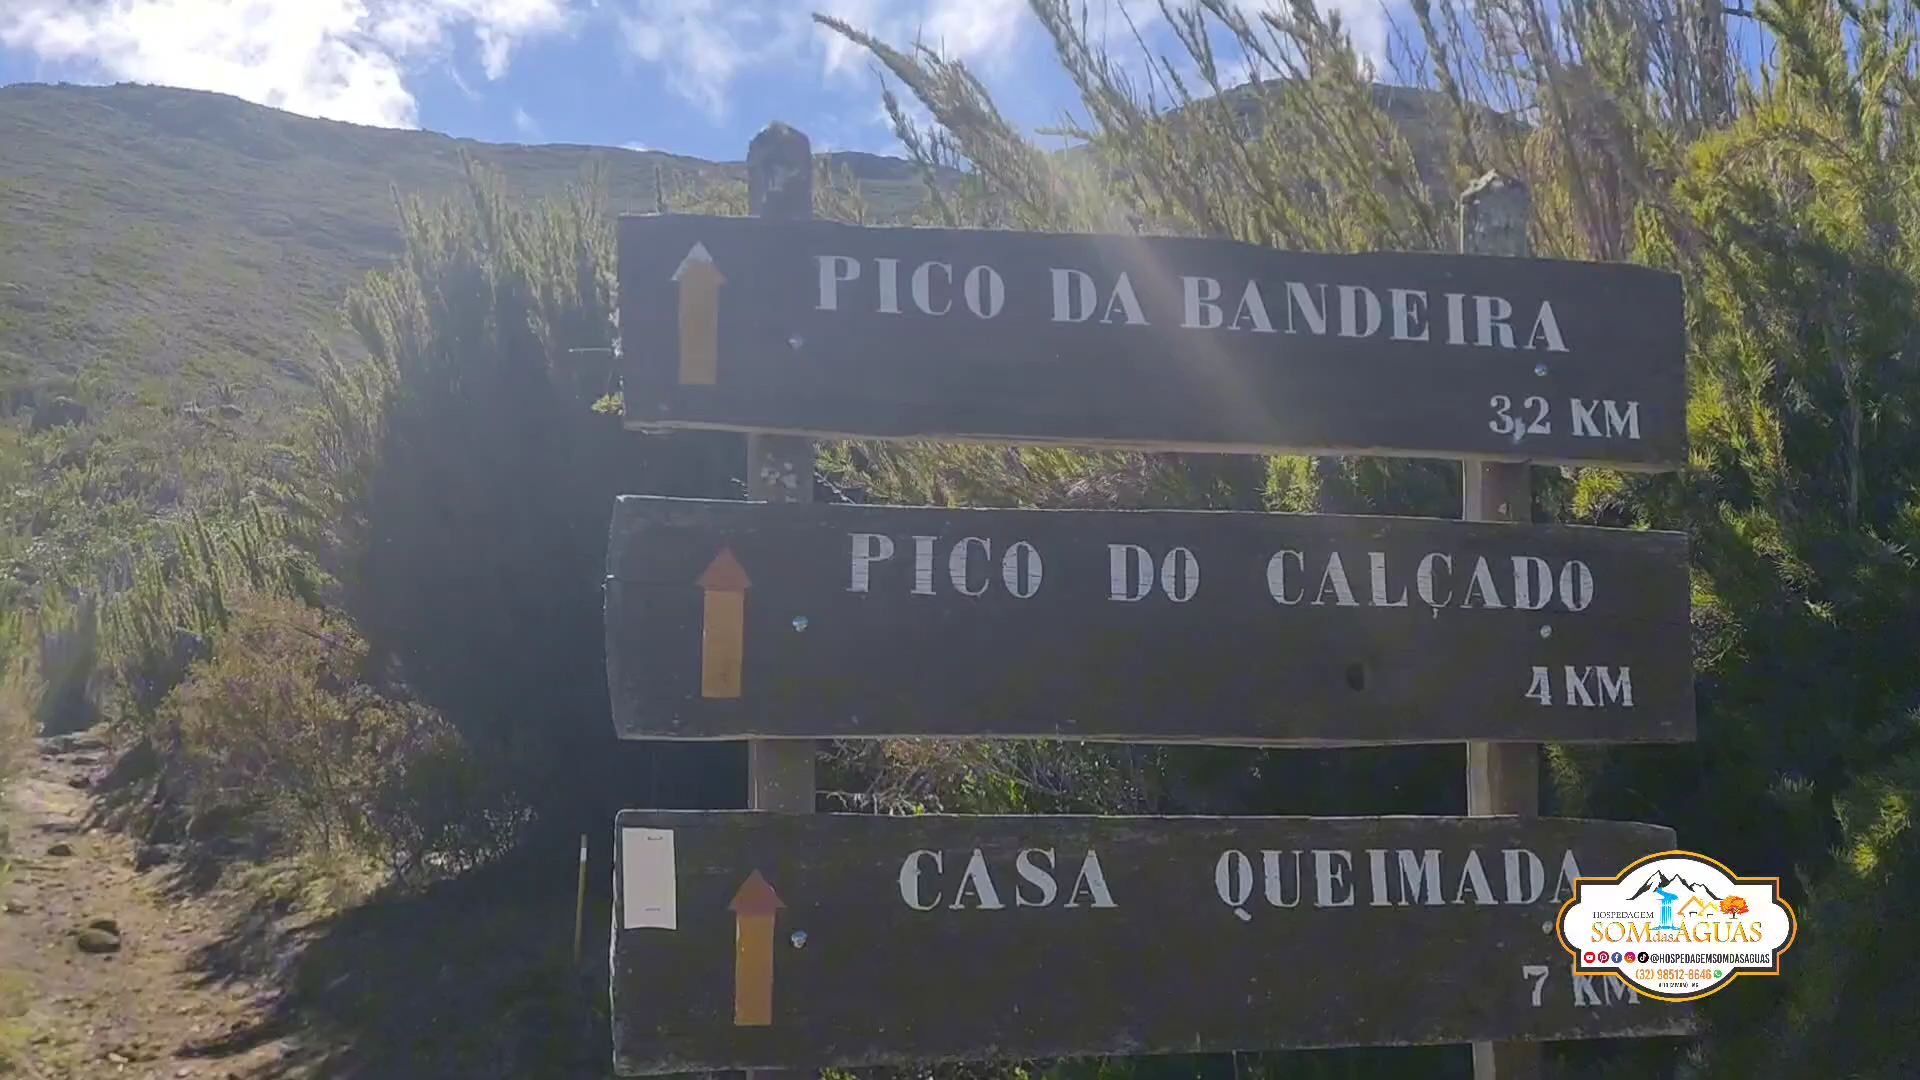 PICO DA BANDEIRA
3,2 KM
PICO DO CALÇADO
4 KM
CASA QUEIMADA
7 KM
HOSPEDAGEM
SOM das ÁGUAS
@HOSPEDAGEMSOMDASAGUAS
(32) 98512-8646